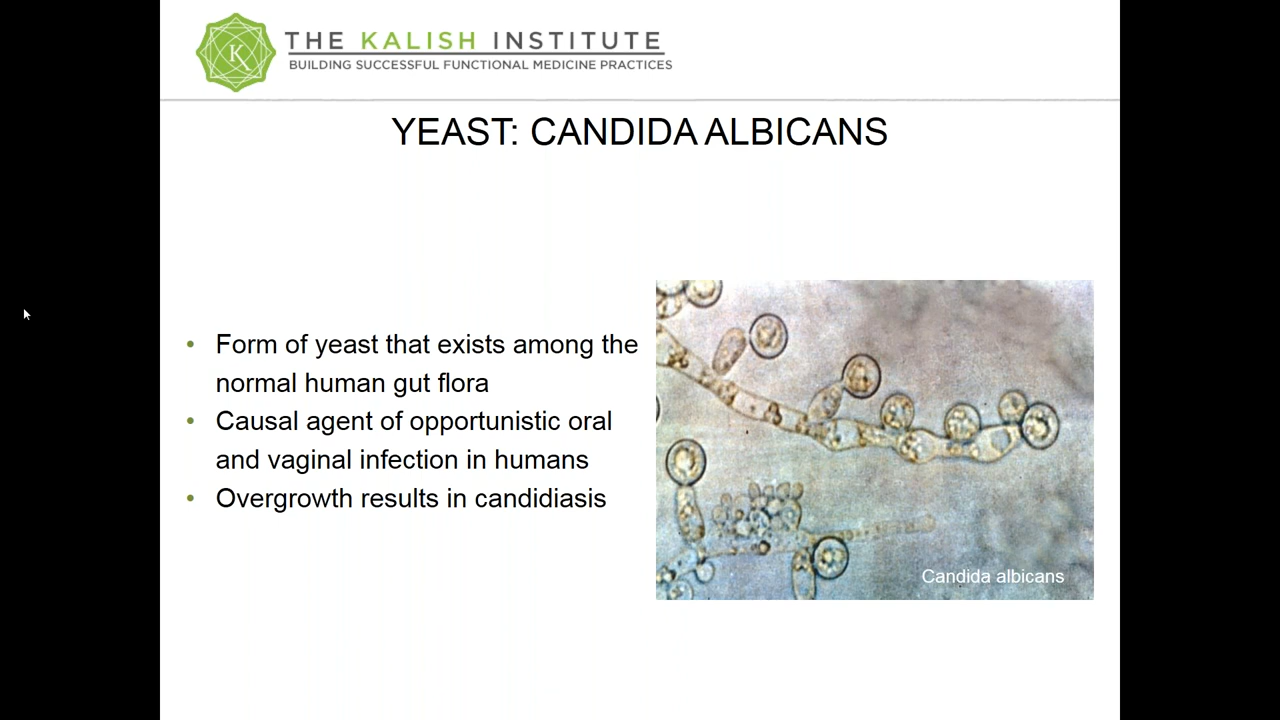 THE KALISH INSTITUTE
BUILDING SUCCESSFUL FUNCTIONAL MEDICINE PRACTICES
YEAST: CANDIDA ALBICANS
• Form of yeast that exists among the
normal human gut flora
• Causal agent of opportunistic oral
and vaginal infection in humans
• Overgrowth results in candidiasis
Candida albicans
K